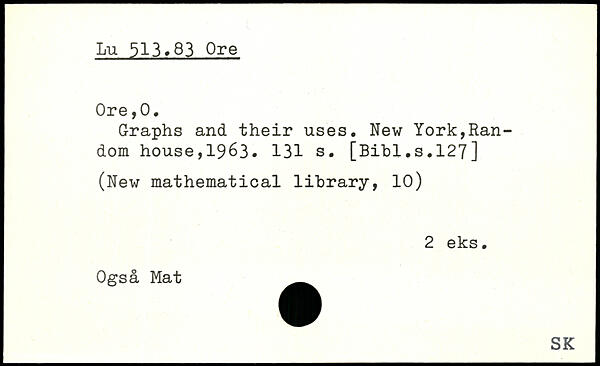 Lu 513.83 Ore
Ore,O.
Graphs and their uses. New York,Ran-
dom house,1963. 131 s. [Bibl.s.127]
(New mathematical library, 10)
2 eks.
Også Mat
SK